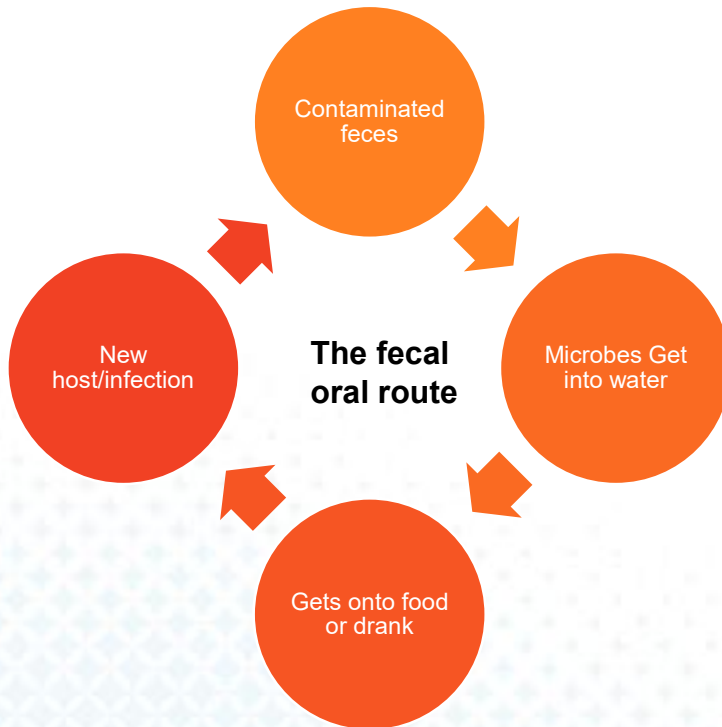 Contaminated
feces
The fecal
oral route
New
host/infection
Microbes Get
into water
Gets onto food
or drank